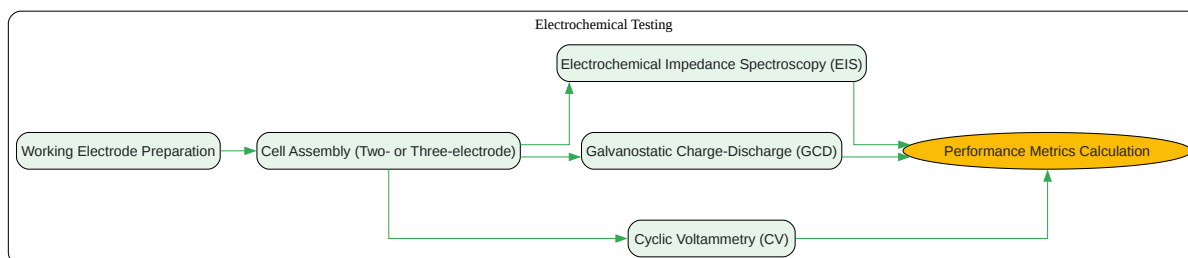 Electrochemical Testing
Electrochemical Impedance Spectroscopy (EIS)
Working Electrode Preparation
Cell Assembly (Two- or Three-electrode)
Galvanostatic Charge-Discharge (GCD)
Performance Metrics Calculation
Cyclic Voltammetry (CV)